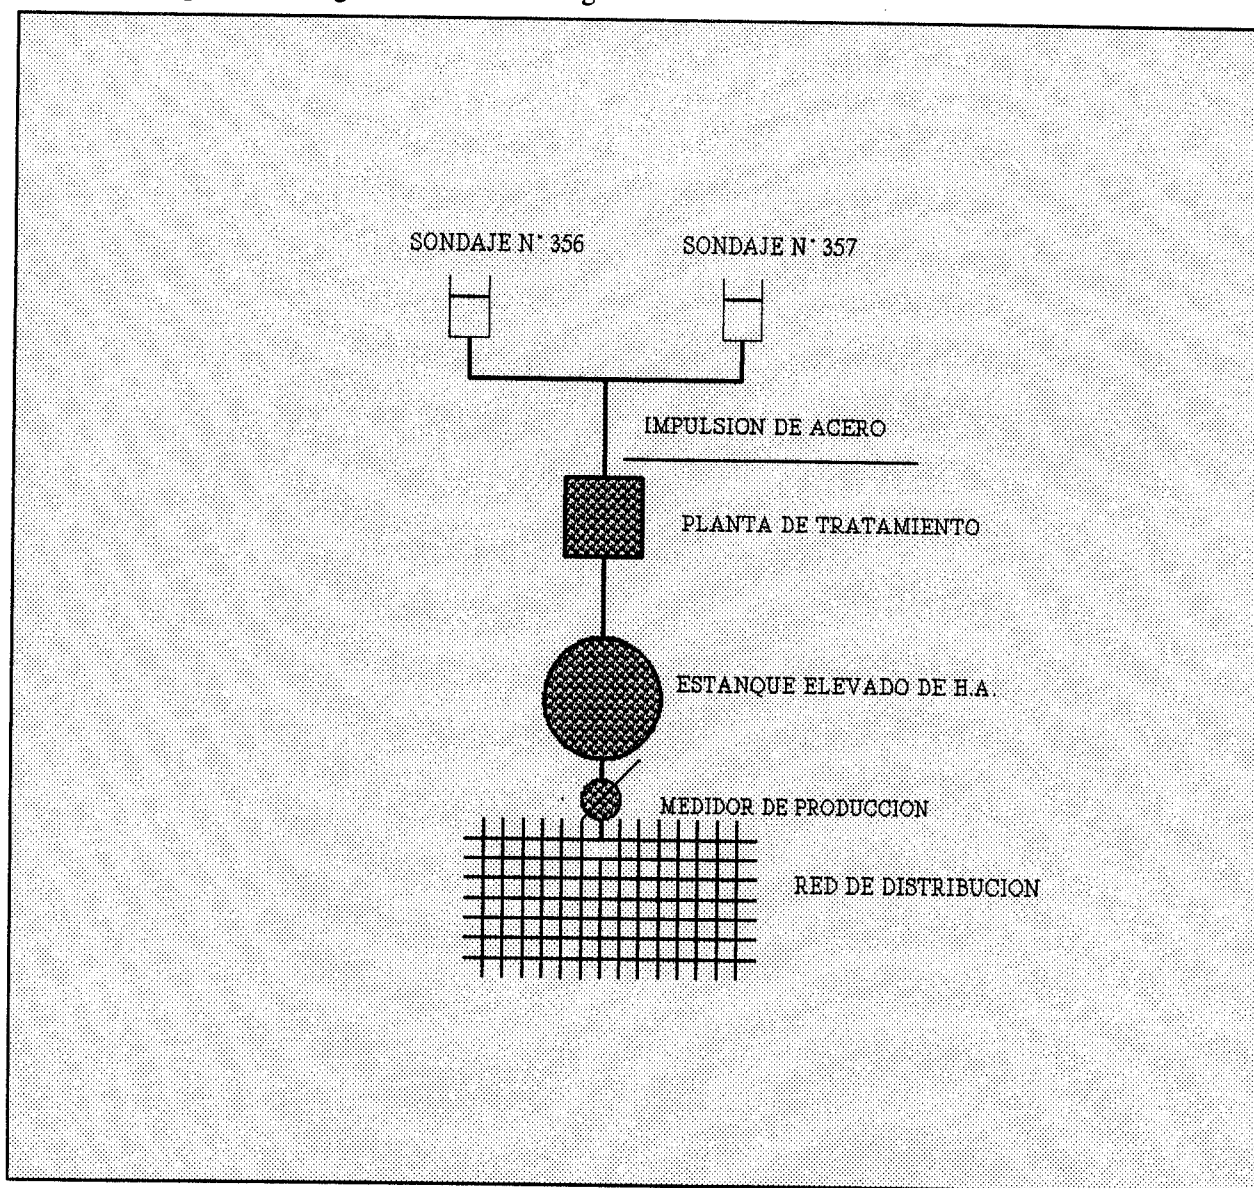 SONDAJE N° 356
SONDAJE N° 357
IMPULSION DE ACERO
PLANTA DE TRATAMIENTO
ESTANQUE ELEVADO DE H.A.
MEDIDOR DE PRODUCCION
RED DE DISTRIBUCION